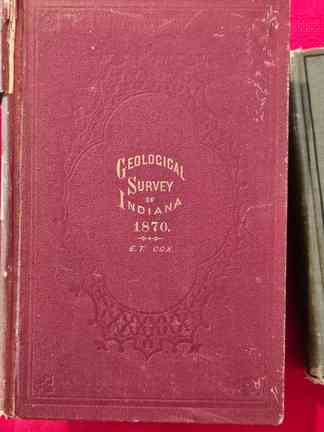 GEOLOGICAL
SURVEY
OF
INDIANA
1870.
E.T. COX.